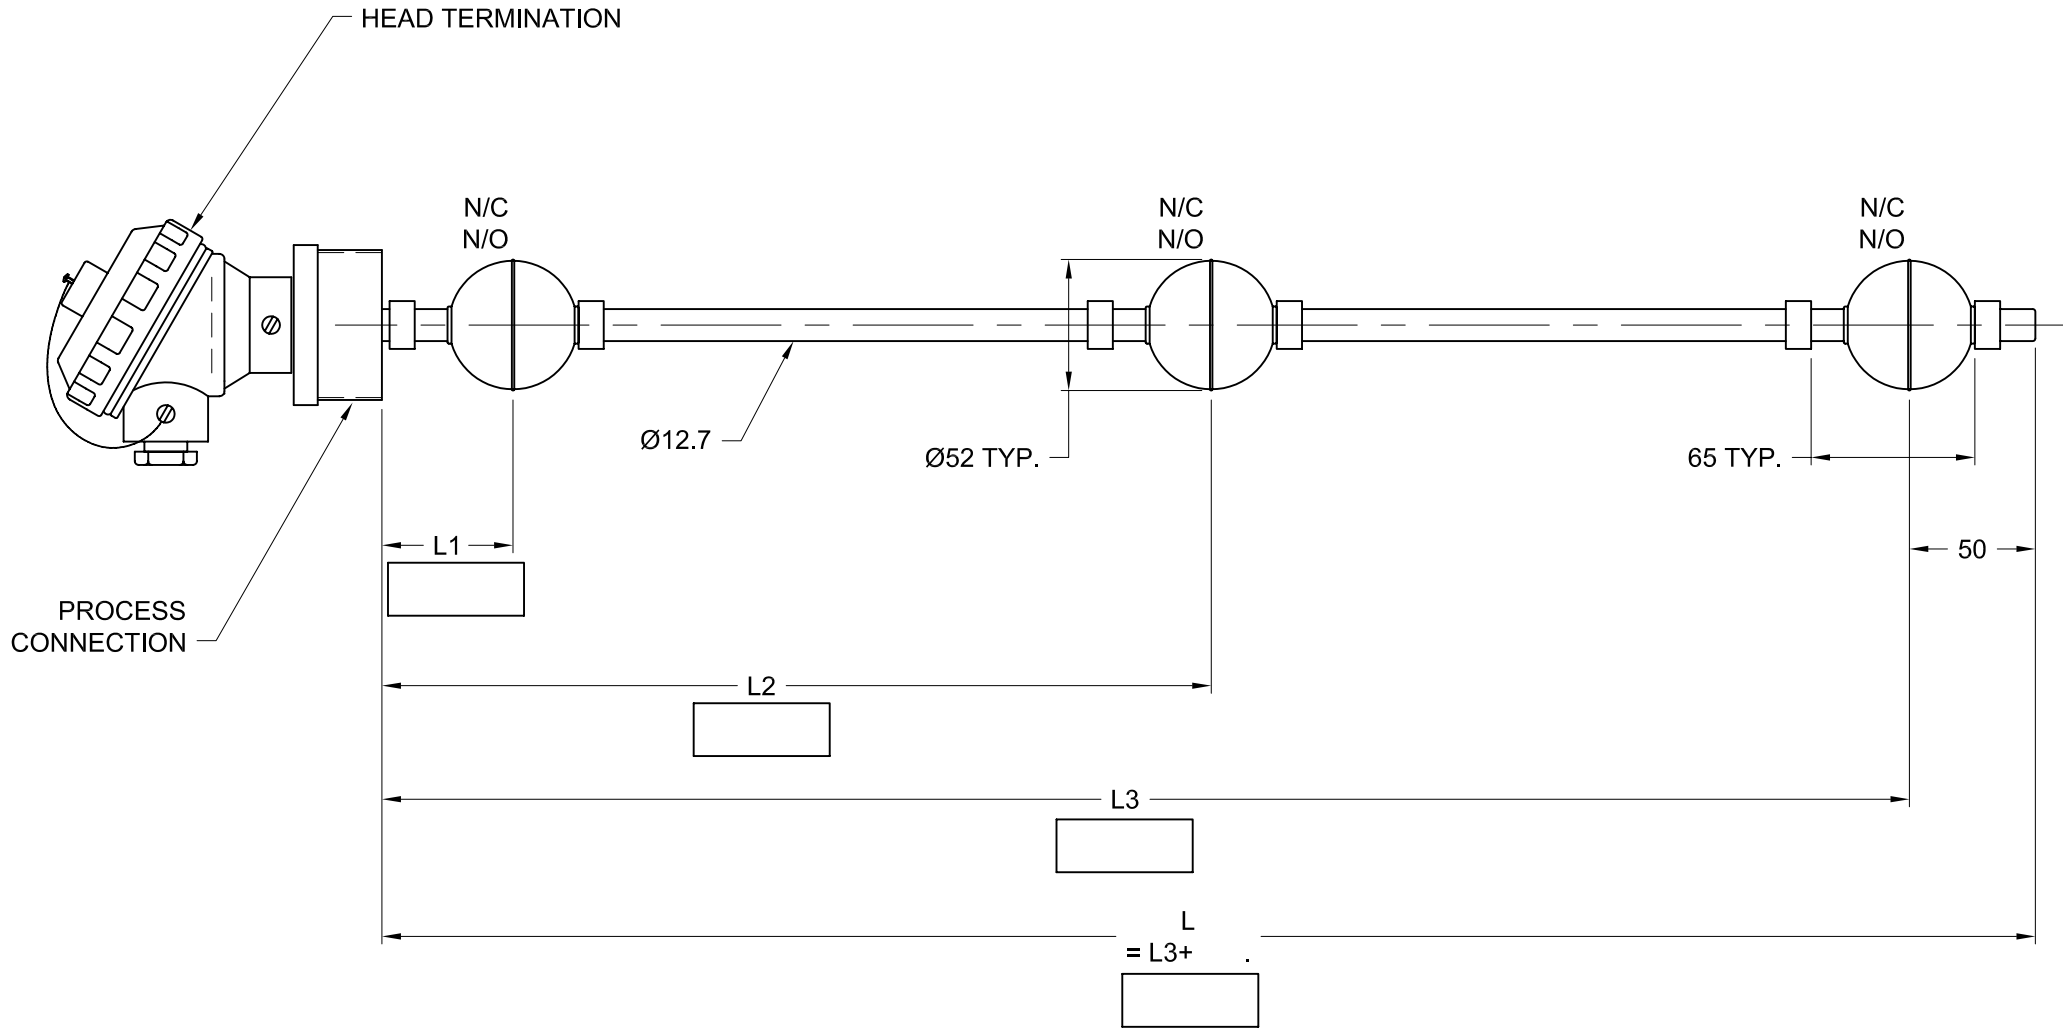 HEAD TERMINATION
N/C
N/O
N/C
N/O
N/C
N/O
Ø12.7
Ø52 TYP.
65 TYP.
L1
50
PROCESS
CONNECTION
L2
L3
L
= L3+ .